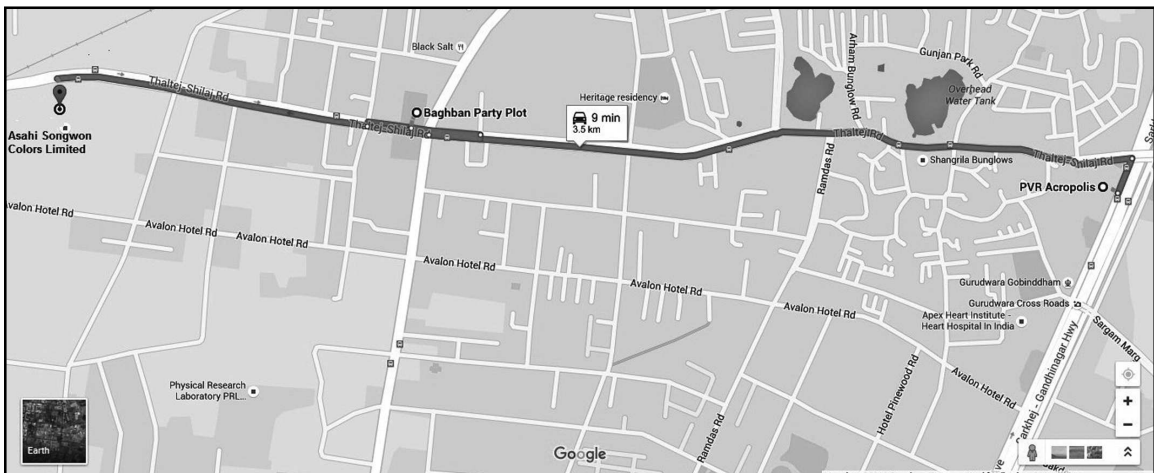 Black Salt
Gunjan Park Rd
Arham Bunglow Rd
Thaltej-Shilaj Rd
Overhead
Water Tank
Heritage residency
9 min
3.5 km
Baghban Party Plot
Thaltej-Shilaj Rd
Thaltej Rd
Asahi Songwon
Colors Limited
Shangrila Bunglows
Thaltej-Shilaj Rd
Ramdas Rd
PVR Acropolis
Avalon Hotel Rd
Avalon Hotel Rd
Avalon Hotel Rd
Avalon Hotel Rd
Avalon Hotel Rd
Avalon Hotel Rd
Gurudwara Gobinddham
Gurudwara Cross Roads
Apex Heart Institute -
Heart Hospital In India
Sargam Marg
Sarkhej - Gandhinagar Hwy
Avalon Hotel Rd
Hotel Pinewood Rd
Ramdas Rd
Physical Research
Laboratory PRL...
Earth
Google
+
−